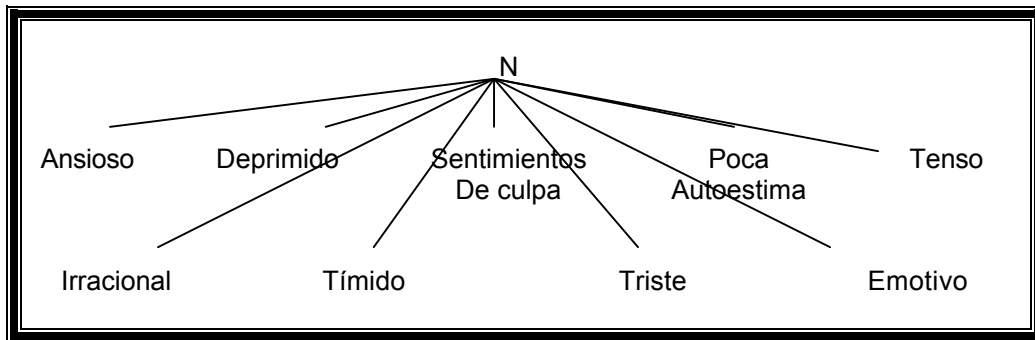 N
Ansioso Deprimido Sentimientos Poca Tenso
De culpa Autoestima
Irracional Tímido Triste Emotivo